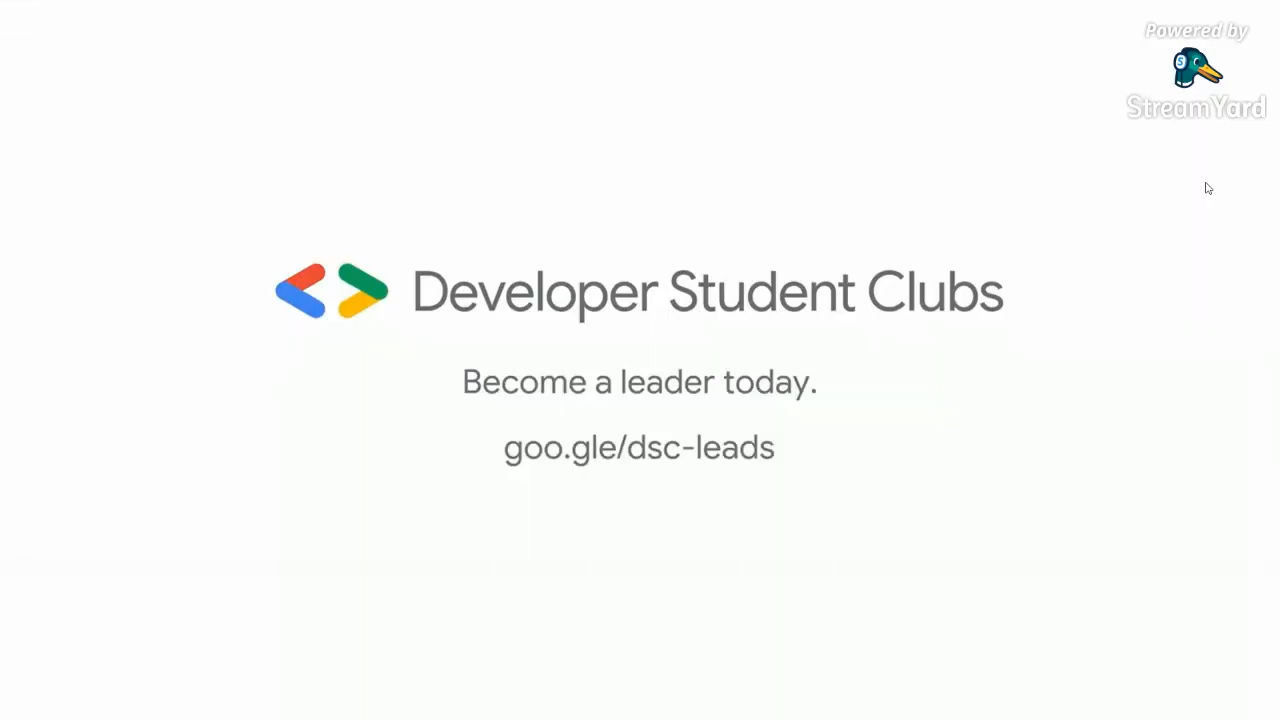 Powered by
StreamYard
Developer Student Clubs
Become a leader today.
goo.gle/dsc-leads